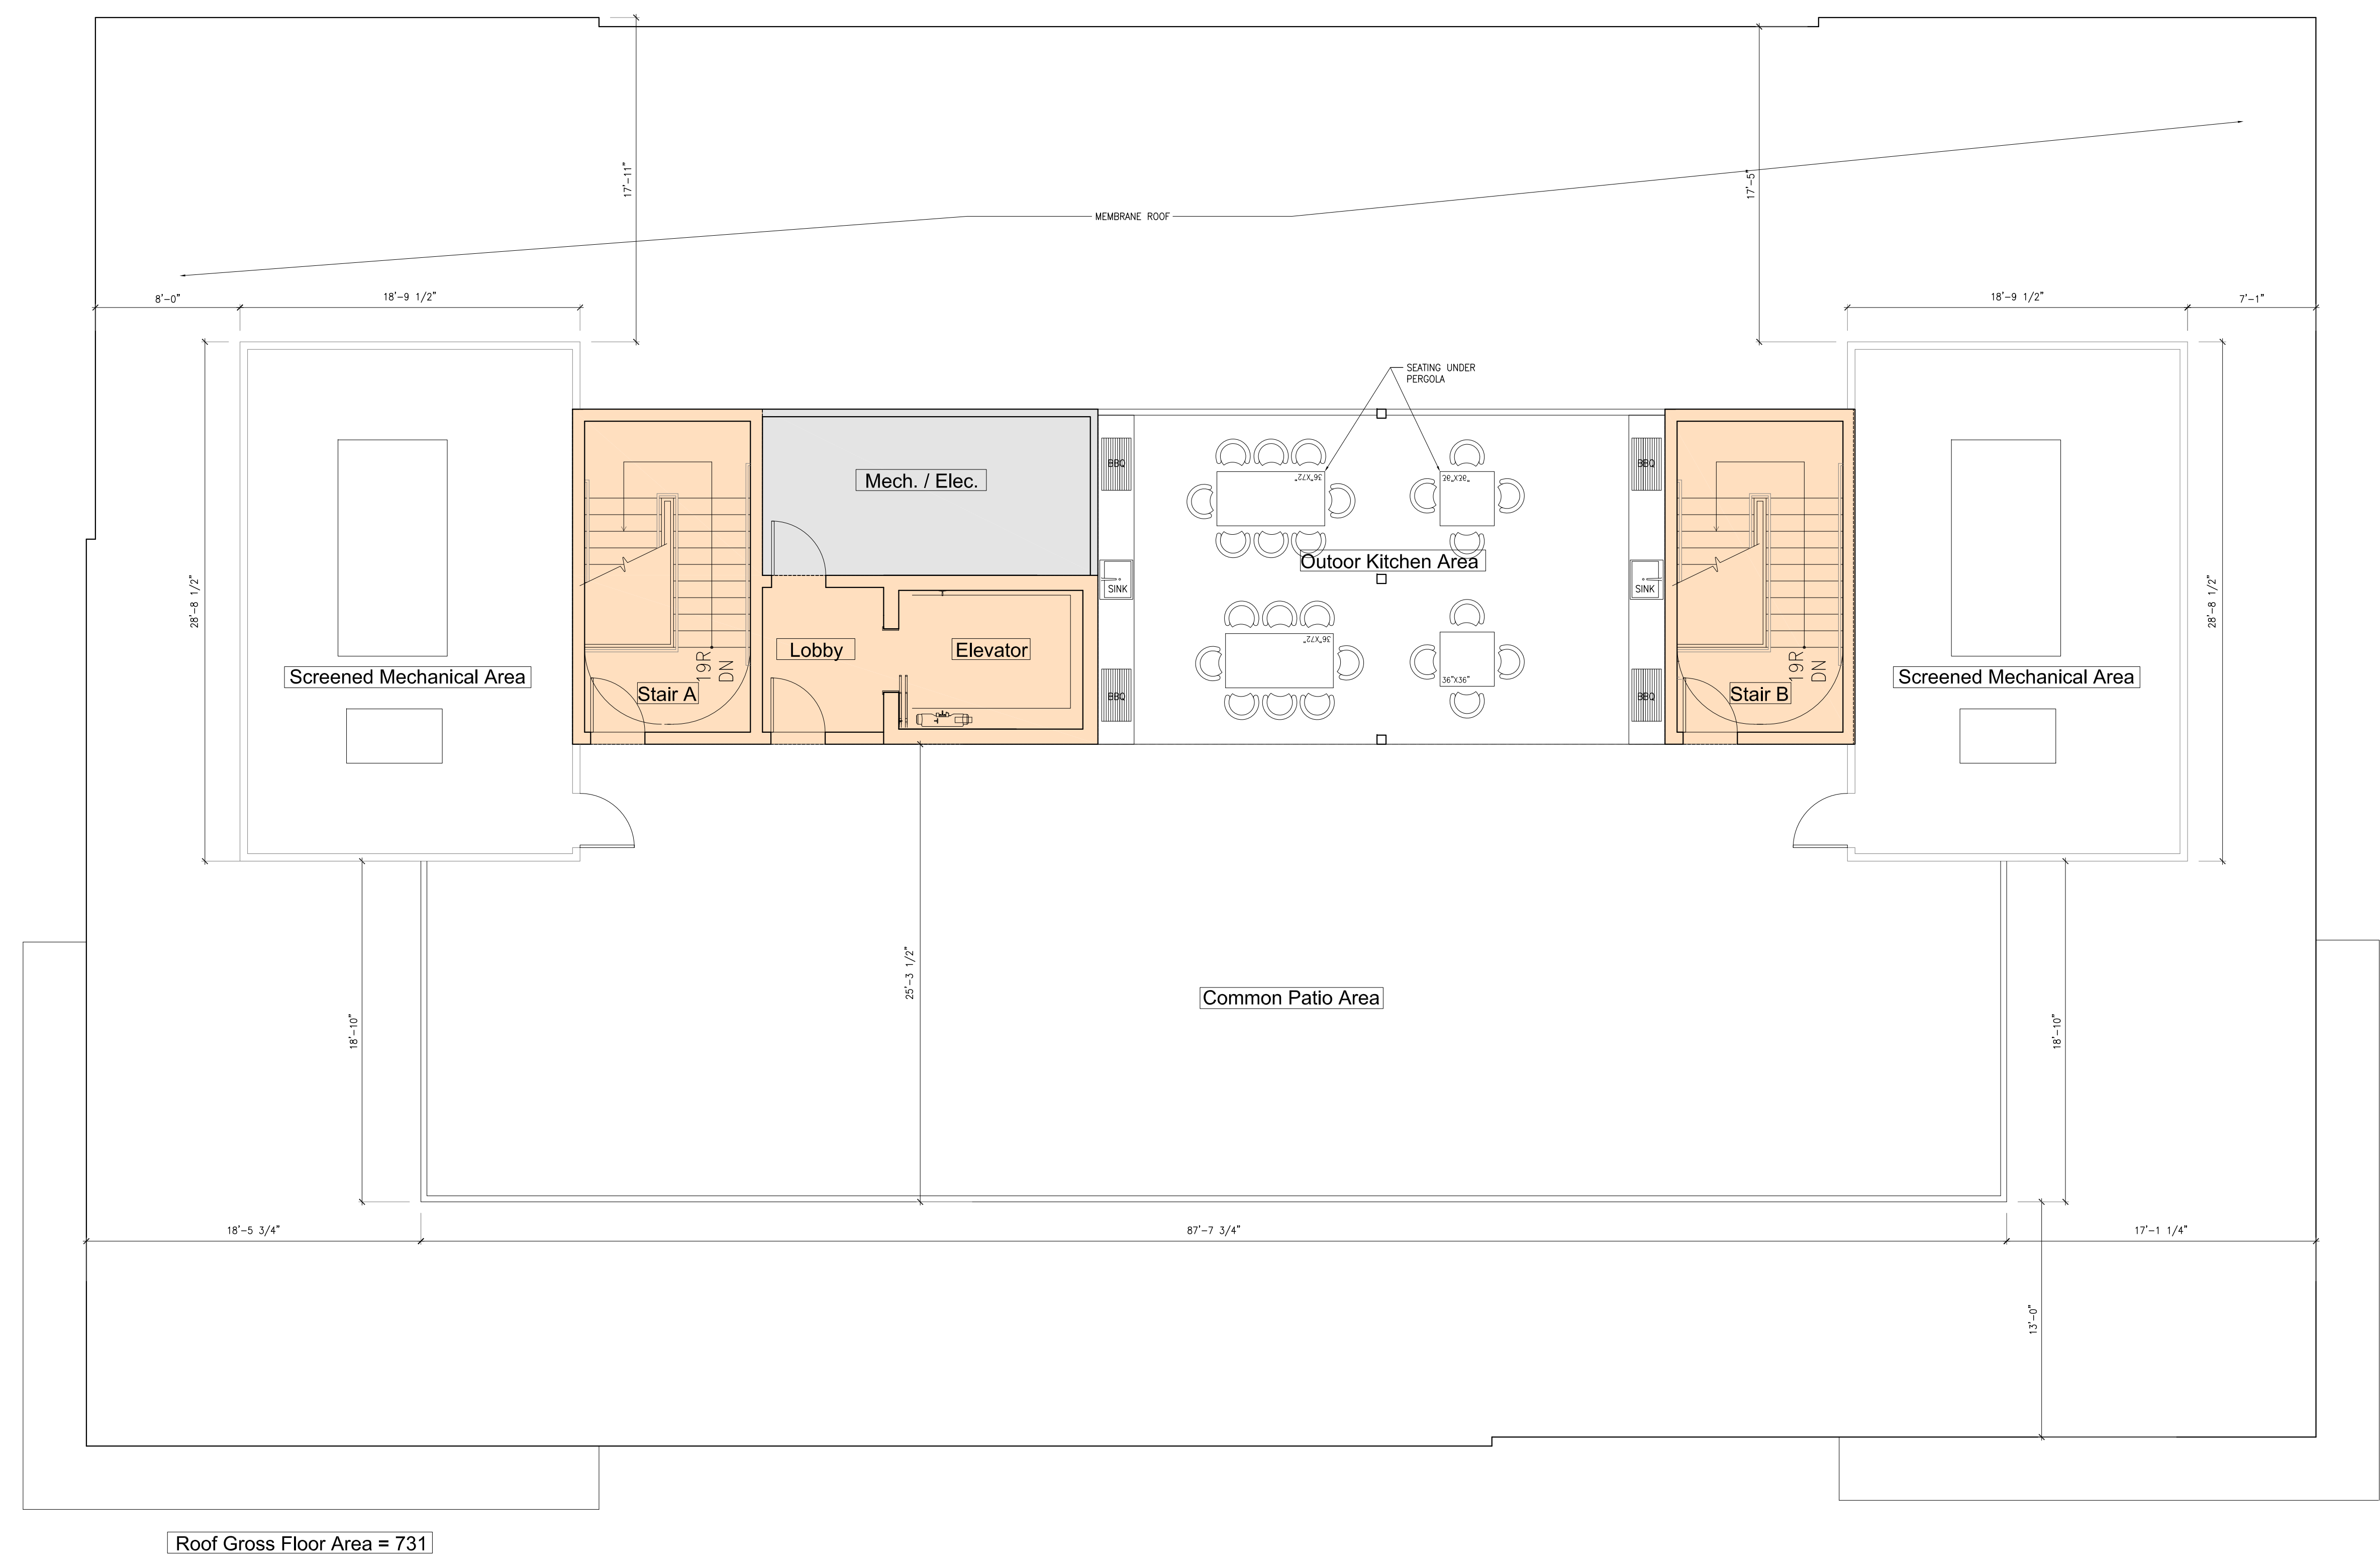 17'-11"
17'-5"
MEMBRANE ROOF
8'-0"
18'-9 1/2"
18'-9 1/2"
7'-1"
SEATING UNDER
PERGOLA
BBQ
BBQ
Mech. / Elec.
36"X72"
36"X36"
Outoor Kitchen Area
SINK
SINK
28'-8 1/2"
28'-8 1/2"
Lobby
Elevator
36"X72"
36"X36"
Screened Mechanical Area
19R
DN
Stair A
BBQ
BBQ
19R
DN
Stair B
Screened Mechanical Area
25'-3 1/2"
Common Patio Area
18'-10"
18'-10"
18'-5 3/4"
87'-7 3/4"
17'-1 1/4"
13'-0"
Roof Gross Floor Area = 731